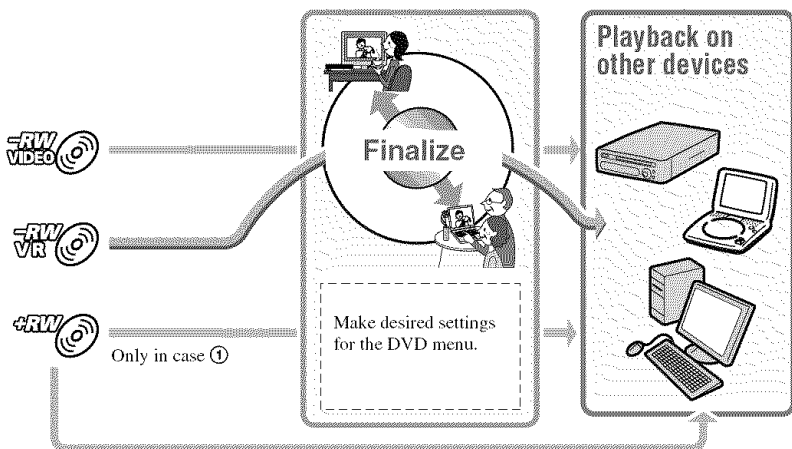 Playback on
other devices
-RW
VIDEO
Finalize
-RW
VR
+RW
Only in case ①
Make desired settings
for the DVD menu.